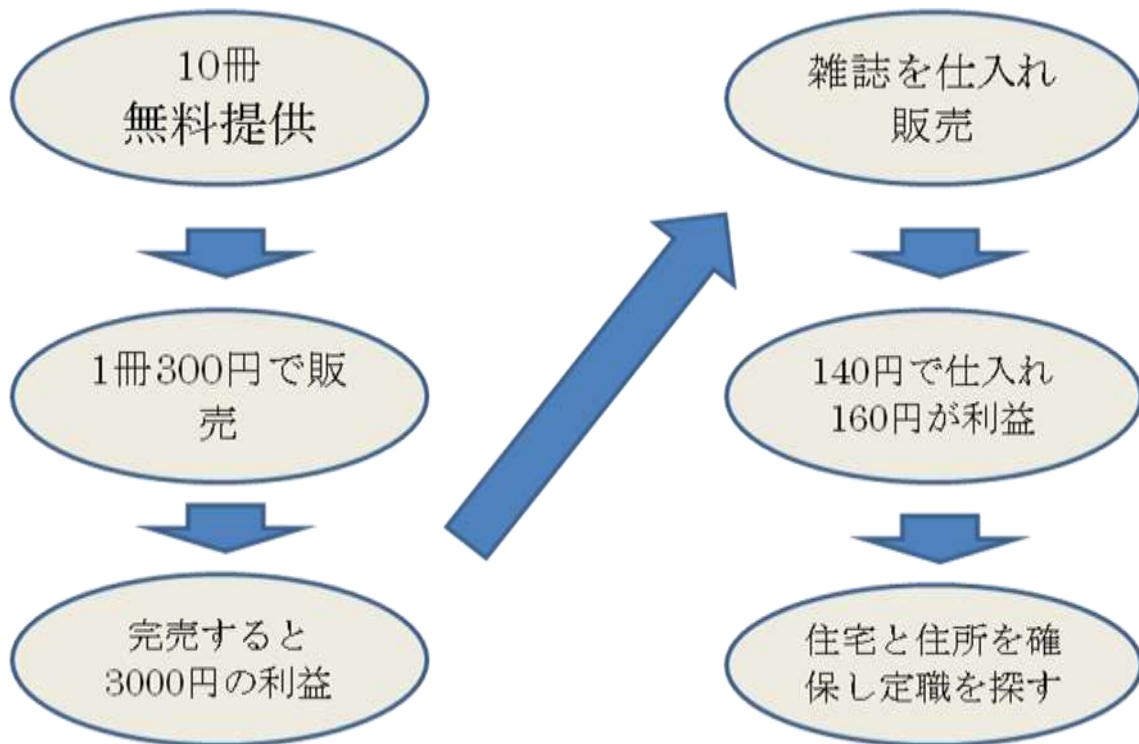 10冊
無料提供
1冊300円で販
売
完売すると
3000円の利益
雑誌を仕入れ
販売
140円で仕入れ
160円が利益
住宅と住所を確
保し定職を探す